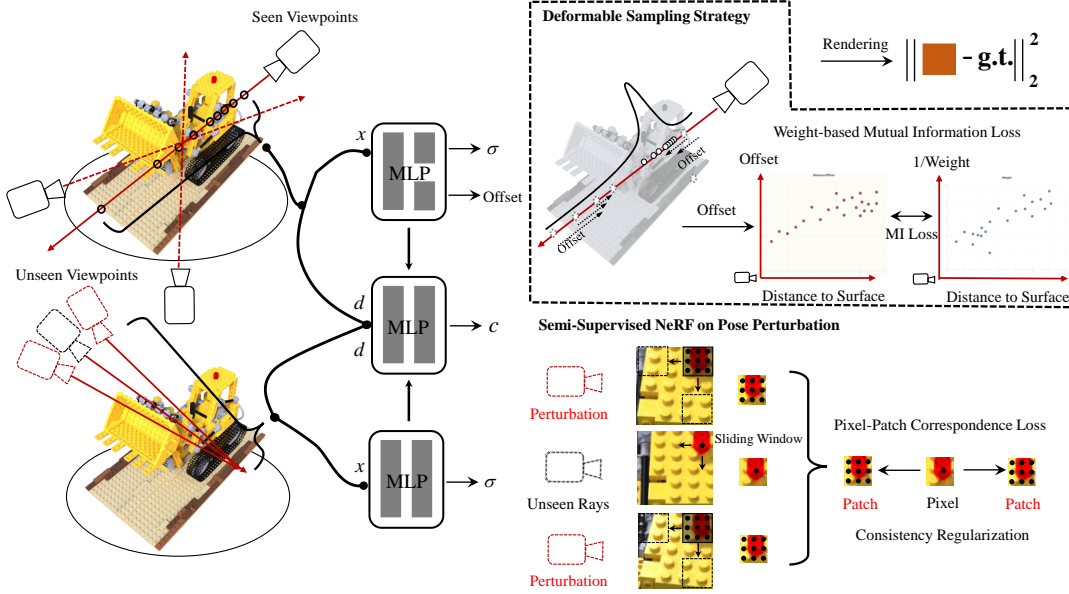 Seen Viewpoints
Unseen Viewpoints
x
MLP
σ
Offset
d
d
MLP
c
x
MLP
σ
Deformable Sampling Strategy
Offset
Offset
Rendering
|| - g.t.||
2
2
Weight-based Mutual Information Loss
Offset
Offset
Distance to Surface
MI Loss
1/Weight
Weight
Distance to Surface
Semi-Supervised NeRF on Pose Perturbation
Perturbation
Unseen Rays
Perturbation
Sliding Window
Pixel-Patch Correspondence Loss
Patch
Pixel
Patch
Consistency Regularization